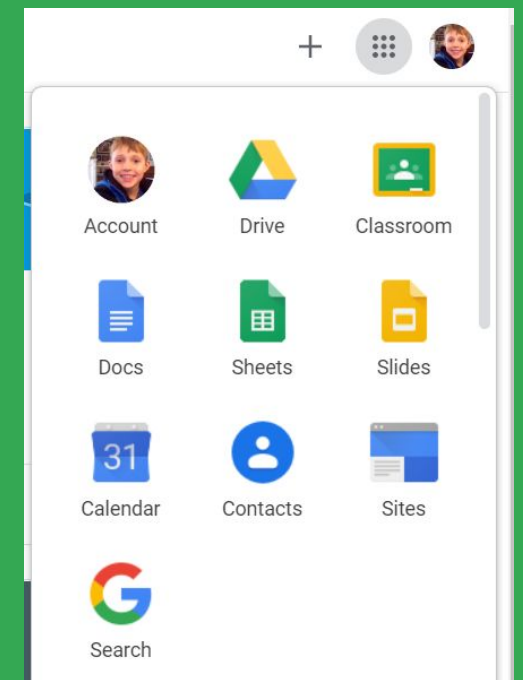 Account Drive Classroom
Docs Sheets Slides
31
Calendar Contacts Sites
G
Search